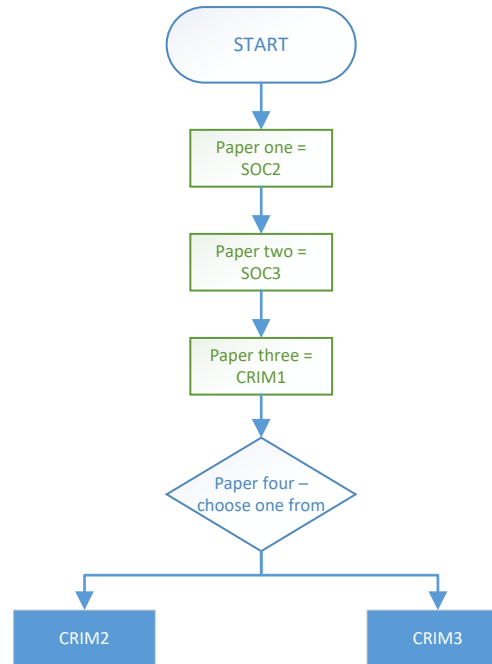 START
Paper one =
SOC2
Paper two =
SOC3
Paper three =
CRIM1
Paper four –
choose one from
CRIM2
CRIM3